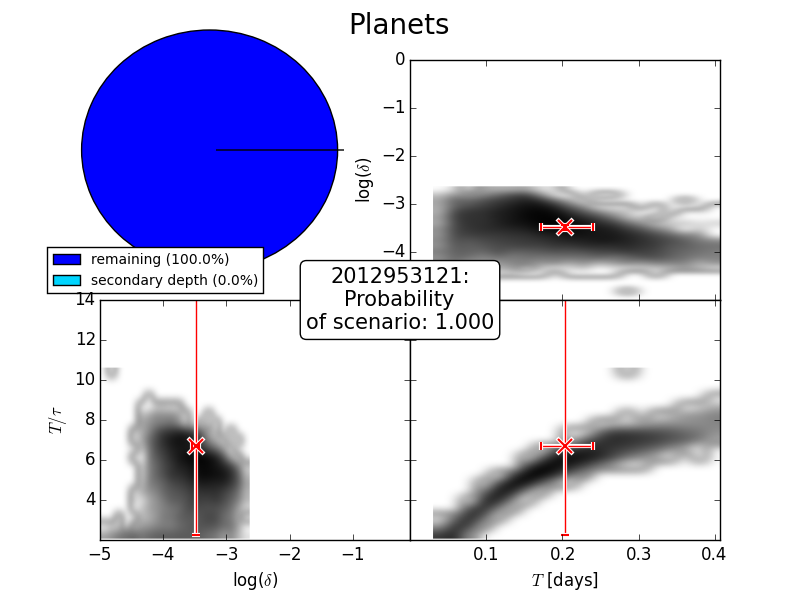 Planets
0
−1
−2
−3
−4
log(δ)
remaining (100.0%)
secondary depth (0.0%)
2012953121:
Probability
of scenario: 1.000
14
12
10
8
6
4
T/τ
−5 −4 −3 −2 −1
log(δ)
0.1 0.2 0.3 0.4
T [days]